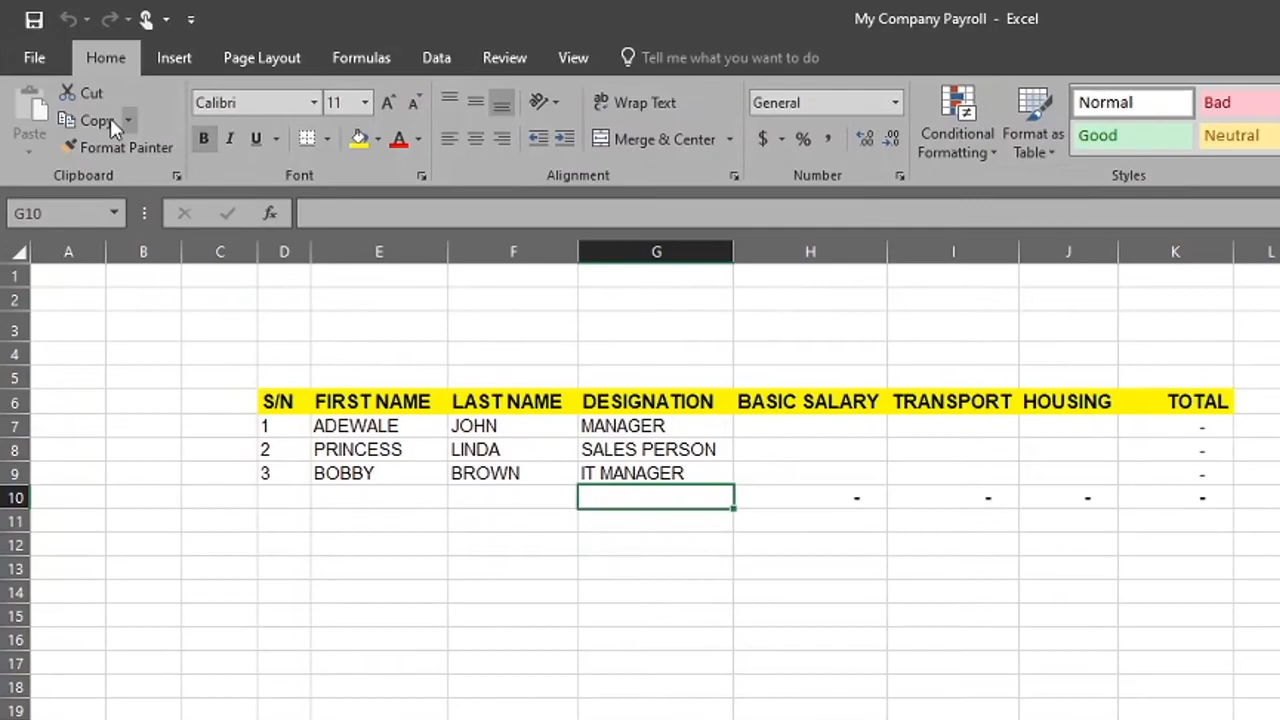 My Company Payroll - Excel
File Home Insert Page Layout Formulas Data Review View Tell me what you want to do
Paste Cut Copy Format Painter
Calibri 11
B I U A
Wrap Text
Merge & Center
General
$ % ,
Conditional Formatting
Format as Table
Normal Bad
Good Neutral
Clipboard Font Alignment Number Styles
G10 fx
A B C D E F G H I J K L
1
2
3
4
5
6 S/N FIRST NAME LAST NAME DESIGNATION BASIC SALARY TRANSPORT HOUSING TOTAL
7 1 ADEWALE JOHN MANAGER -
8 2 PRINCESS LINDA SALES PERSON -
9 3 BOBBY BROWN IT MANAGER -
10 - - - -
11
12
13
14
15
16
17
18
19